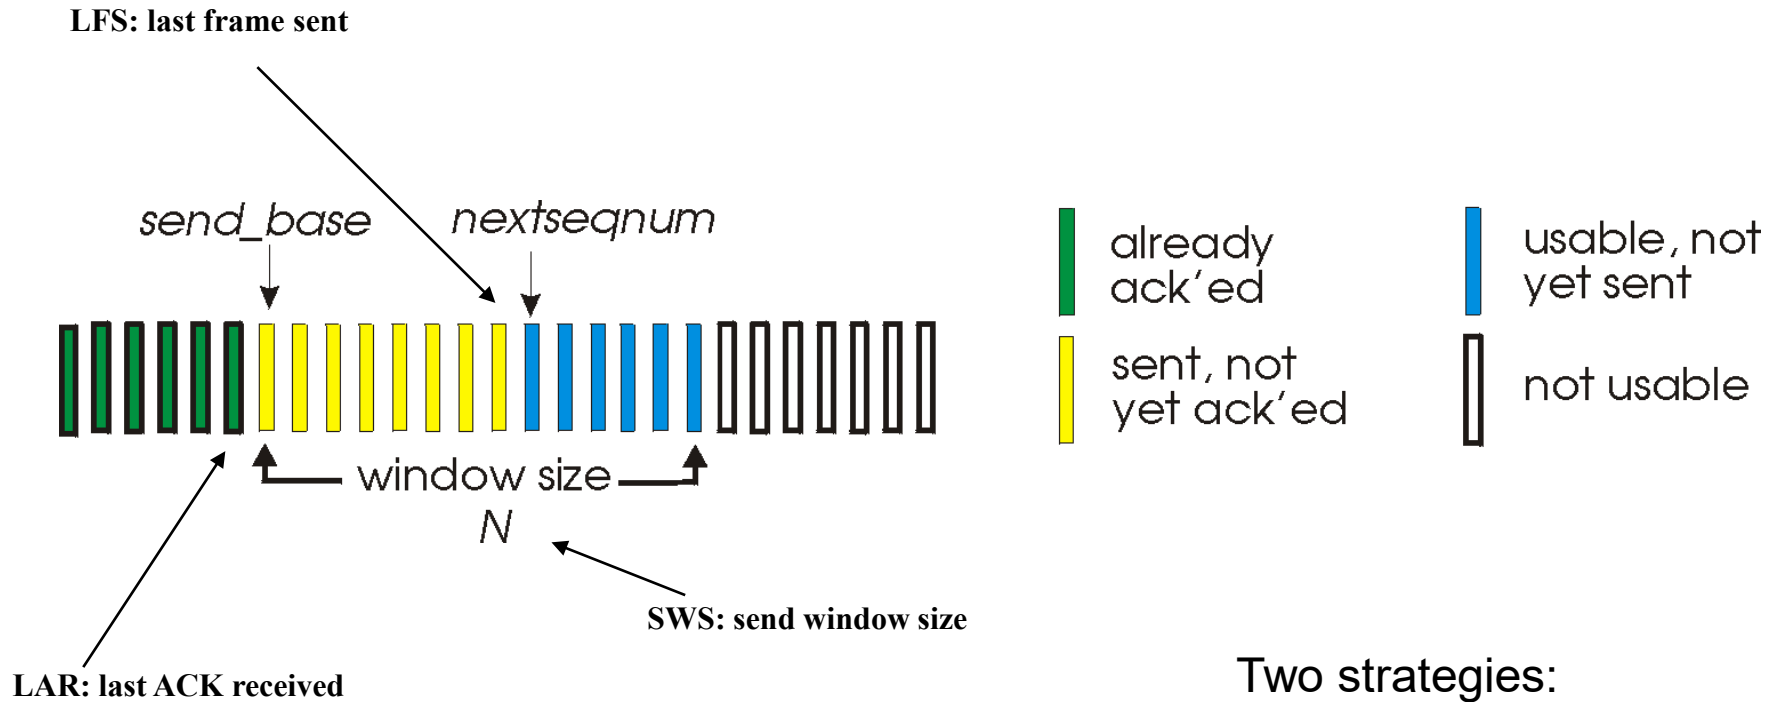 LFS: last frame sent
send_base
nextseqnum
already
ack'ed
usable, not
yet sent
sent, not
yet ack'ed
not usable
window size
N
SWS: send window size
LAR: last ACK received
Two strategies: